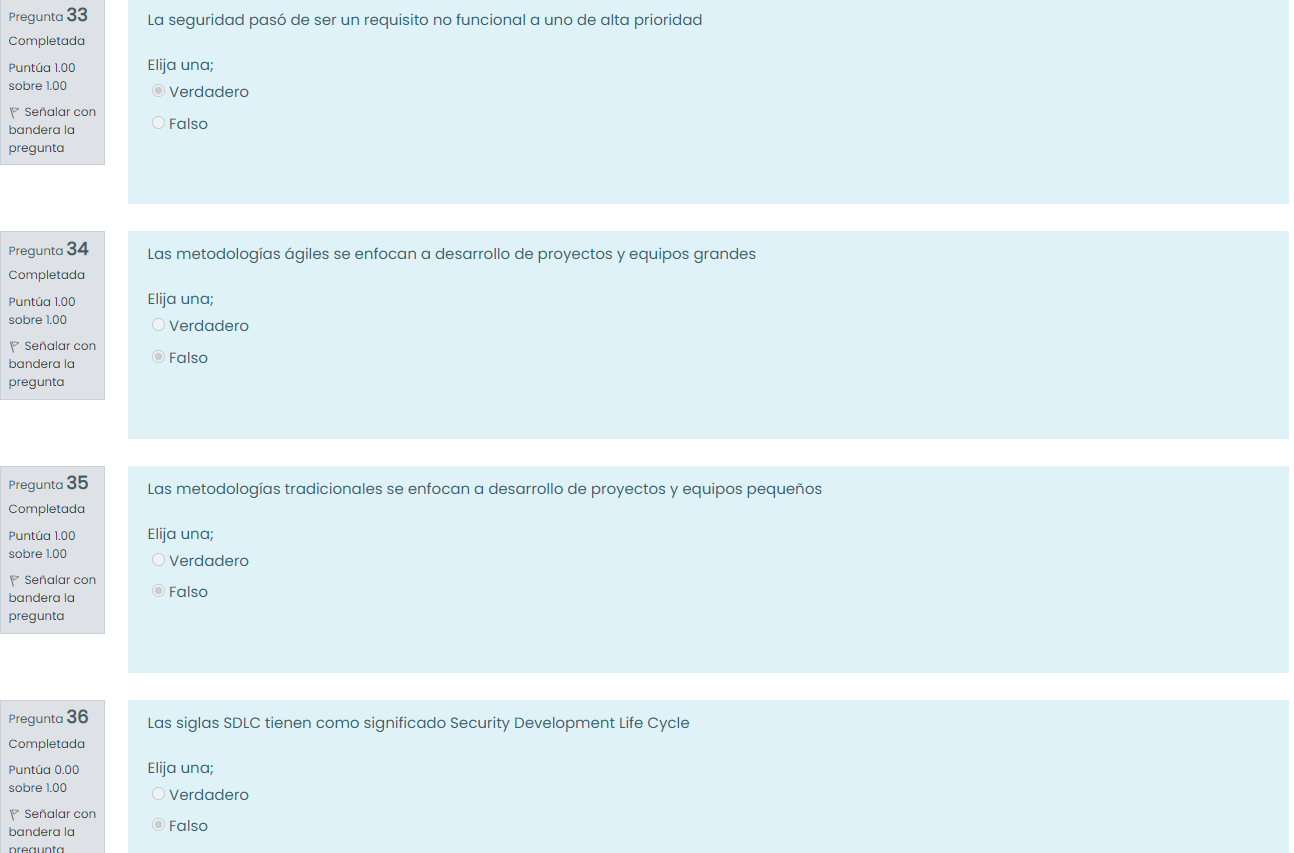 Pregunta 33
Completada
Puntúa 1.00
sobre 1.00
Señalar con
bandera la
pregunta
La seguridad pasó de ser un requisito no funcional a uno de alta prioridad
Elija una;
Verdadero
Falso
Pregunta 34
Completada
Puntúa 1.00
sobre 1.00
Señalar con
bandera la
pregunta
Las metodologías ágiles se enfocan a desarrollo de proyectos y equipos grandes
Elija una;
Verdadero
Falso
Pregunta 35
Completada
Puntúa 1.00
sobre 1.00
Señalar con
bandera la
pregunta
Las metodologías tradicionales se enfocan a desarrollo de proyectos y equipos pequeños
Elija una;
Verdadero
Falso
Pregunta 36
Completada
Puntúa 0.00
sobre 1.00
Señalar con
bandera la
pregunta
Las siglas SDLC tienen como significado Security Development Life Cycle
Elija una;
Verdadero
Falso